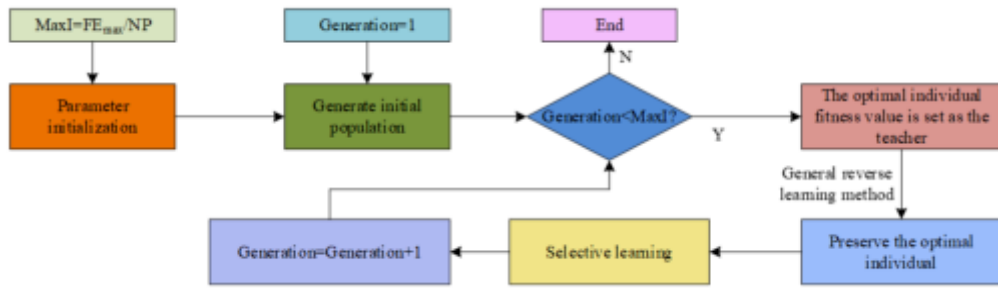 MaxI=FEmax/NP
Generation=1
End
N
Parameter
initialization
Generate initial
population
Generation<MaxI?
Y
The optimal individual
fitness value is set as the
teacher
General reverse
learning method
Generation=Generation+1
Selective learning
Preserve the optimal
individual